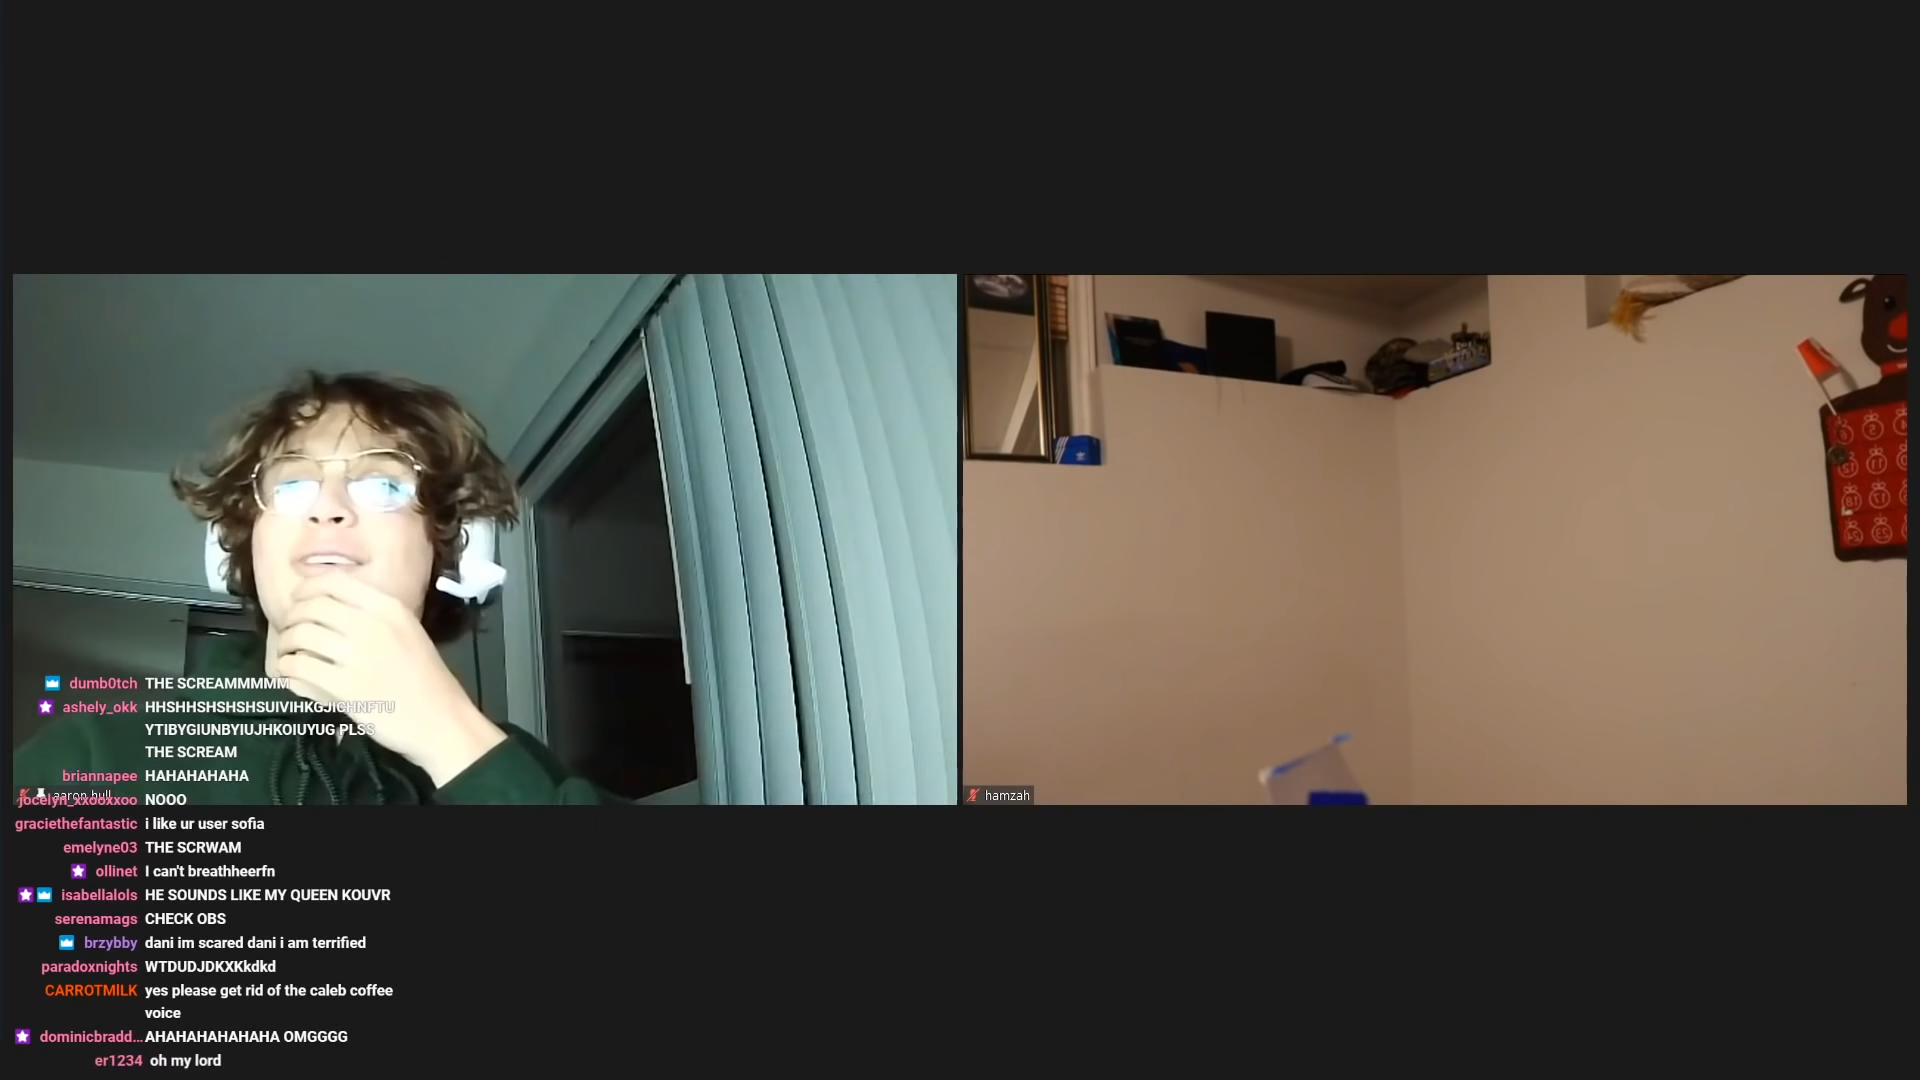 dumb0tch THE SCREAMMMMM
ashely_okk HHSHHSHSHSHSUIVIHKGJICHNFTU
YTIBYGIUNBYIUJHKOIUYUG PLSS
THE SCREAM
briannapee HAHAHAHAHA
aaron hull
jocelyn_xxooxxoo NOOO
hamzah
graciethefantastic i like ur user sofia
emelyne03 THE SCRWAM
ollinet I can't breathheerfn
isabellalols HE SOUNDS LIKE MY QUEEN KOUVR
serenamags CHECK OBS
brzybby dani im scared dani i am terrified
paradoxnights WTDUDJDKXKkdkd
CARROTMILK yes please get rid of the caleb coffee
voice
dominicbradd... AHAHAHAHAHAHA OMGGGG
er1234 oh my lord